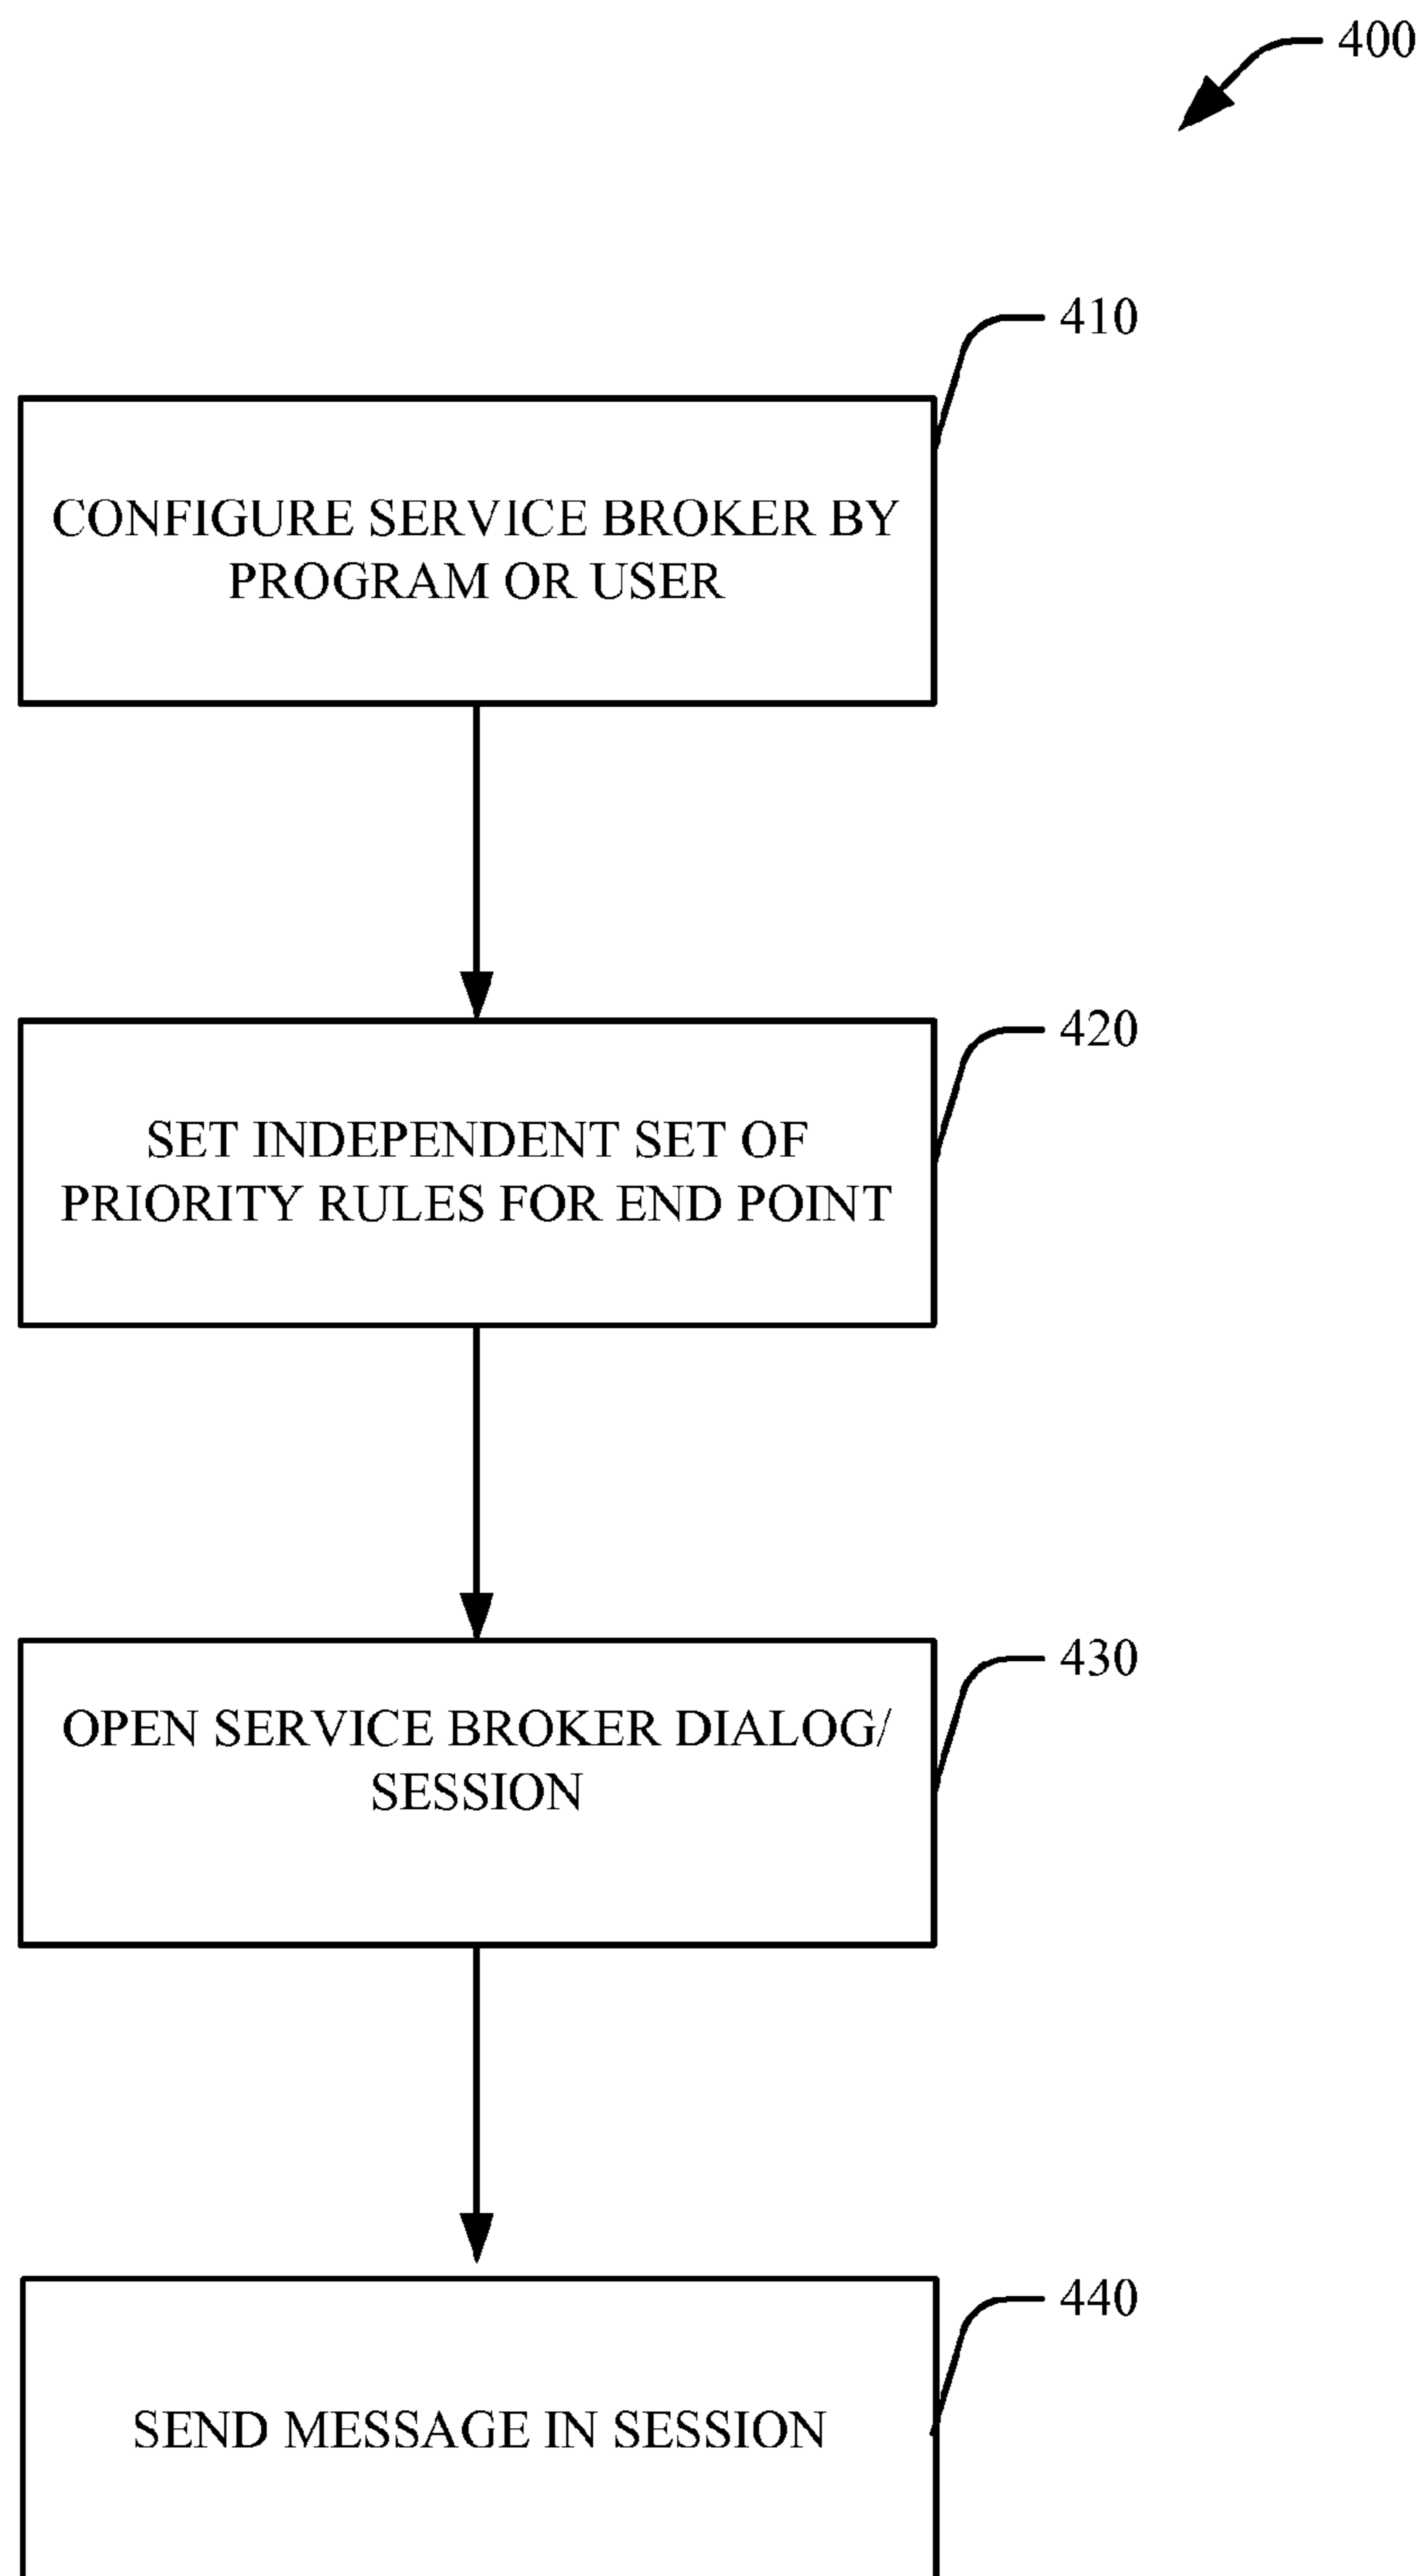 400
410
CONFIGURE SERVICE BROKER BY
PROGRAM OR USER
420
SET INDEPENDENT SET OF
PRIORITY RULES FOR END POINT
430
OPEN SERVICE BROKER DIALOG/
SESSION
440
SEND MESSAGE IN SESSION